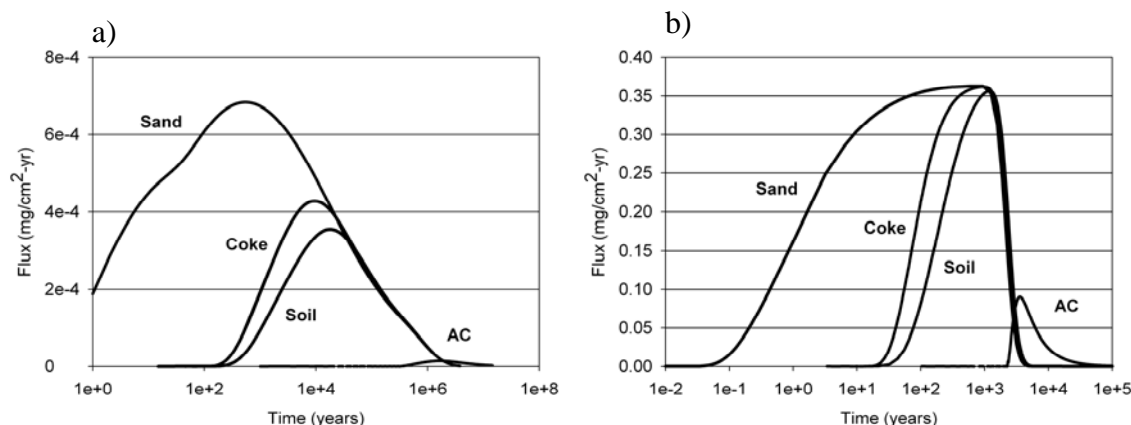 a)
8e-4
6e-4
4e-4
2e-4
0
Flux (mg/cm2-yr)
Sand
Coke
Soil
AC
1e+0 1e+2 1e+4 1e+6 1e+8
Time (years)
b)
0.40
0.35
0.30
0.25
0.20
0.15
0.10
0.05
0.00
Flux (mg/cm2-yr)
Sand
Coke
Soil
AC
1e-2 1e-1 1e+0 1e+1 1e+2 1e+3 1e+4 1e+5
Time (years)